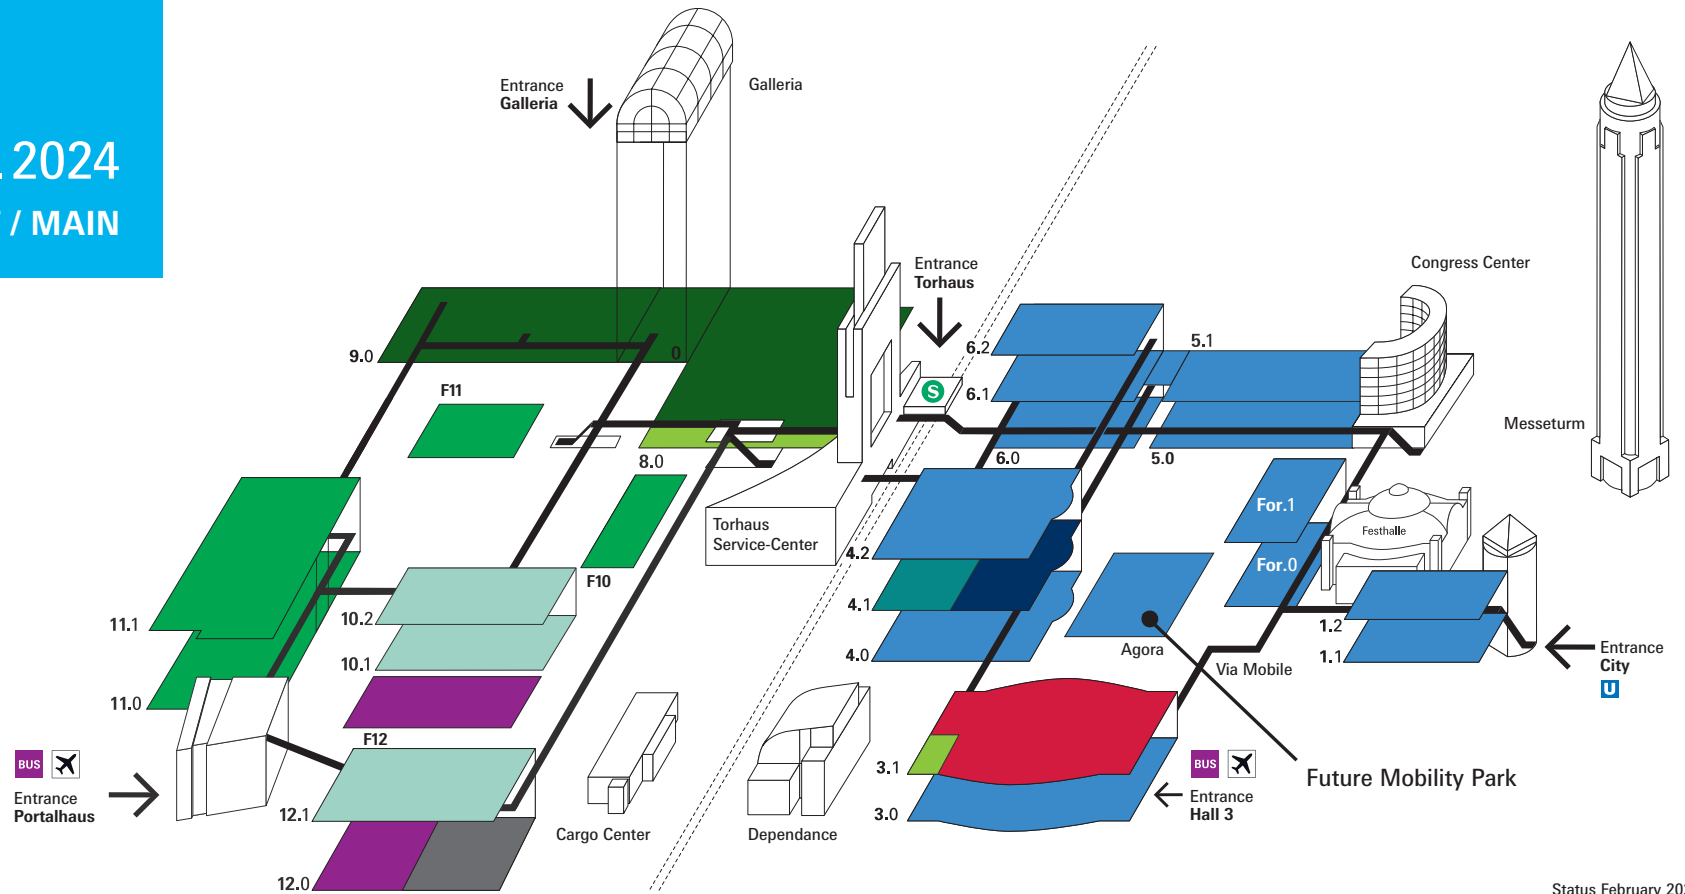 .2024
/ MAIN
Entrance
Galleria
Galleria
Entrance
Torhaus
Congress Center
9.0
0
6.2
5.1
F11
6.1
S
Messeturm
8.0
6.0
5.0
For.1
Torhaus
Service-Center
Festhalle
4.2
F10
For.0
4.1
11.1
10.2
1.2
4.0
Agora
1.1
Entrance
City
U
10.1
Via Mobile
11.0
F12
BUS
Entrance
Portalhaus
3.1
BUS
Future Mobility Park
Entrance
Hall 3
12.1
3.0
Cargo Center
Dependance
12.0
Status February